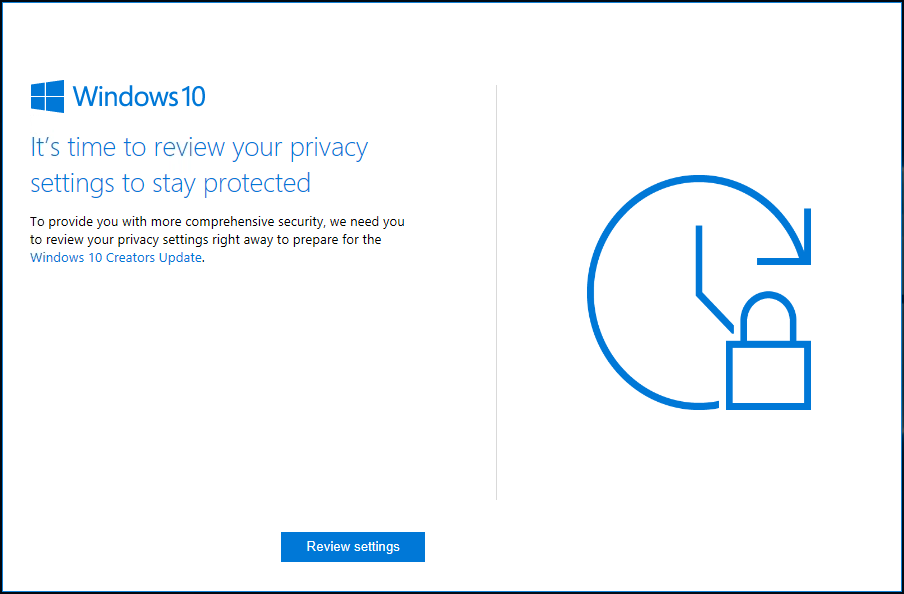 Windows 10
It’s time to review your privacy
settings to stay protected
To provide you with more comprehensive security, we need you
to review your privacy settings right away to prepare for the
Windows 10 Creators Update.
Review settings